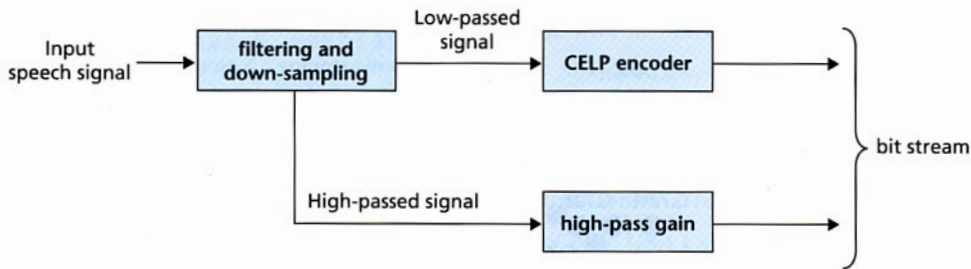 Input
speech signal
filtering and
down-sampling
Low-passed
signal
CELP encoder
bit stream
High-passed signal
high-pass gain